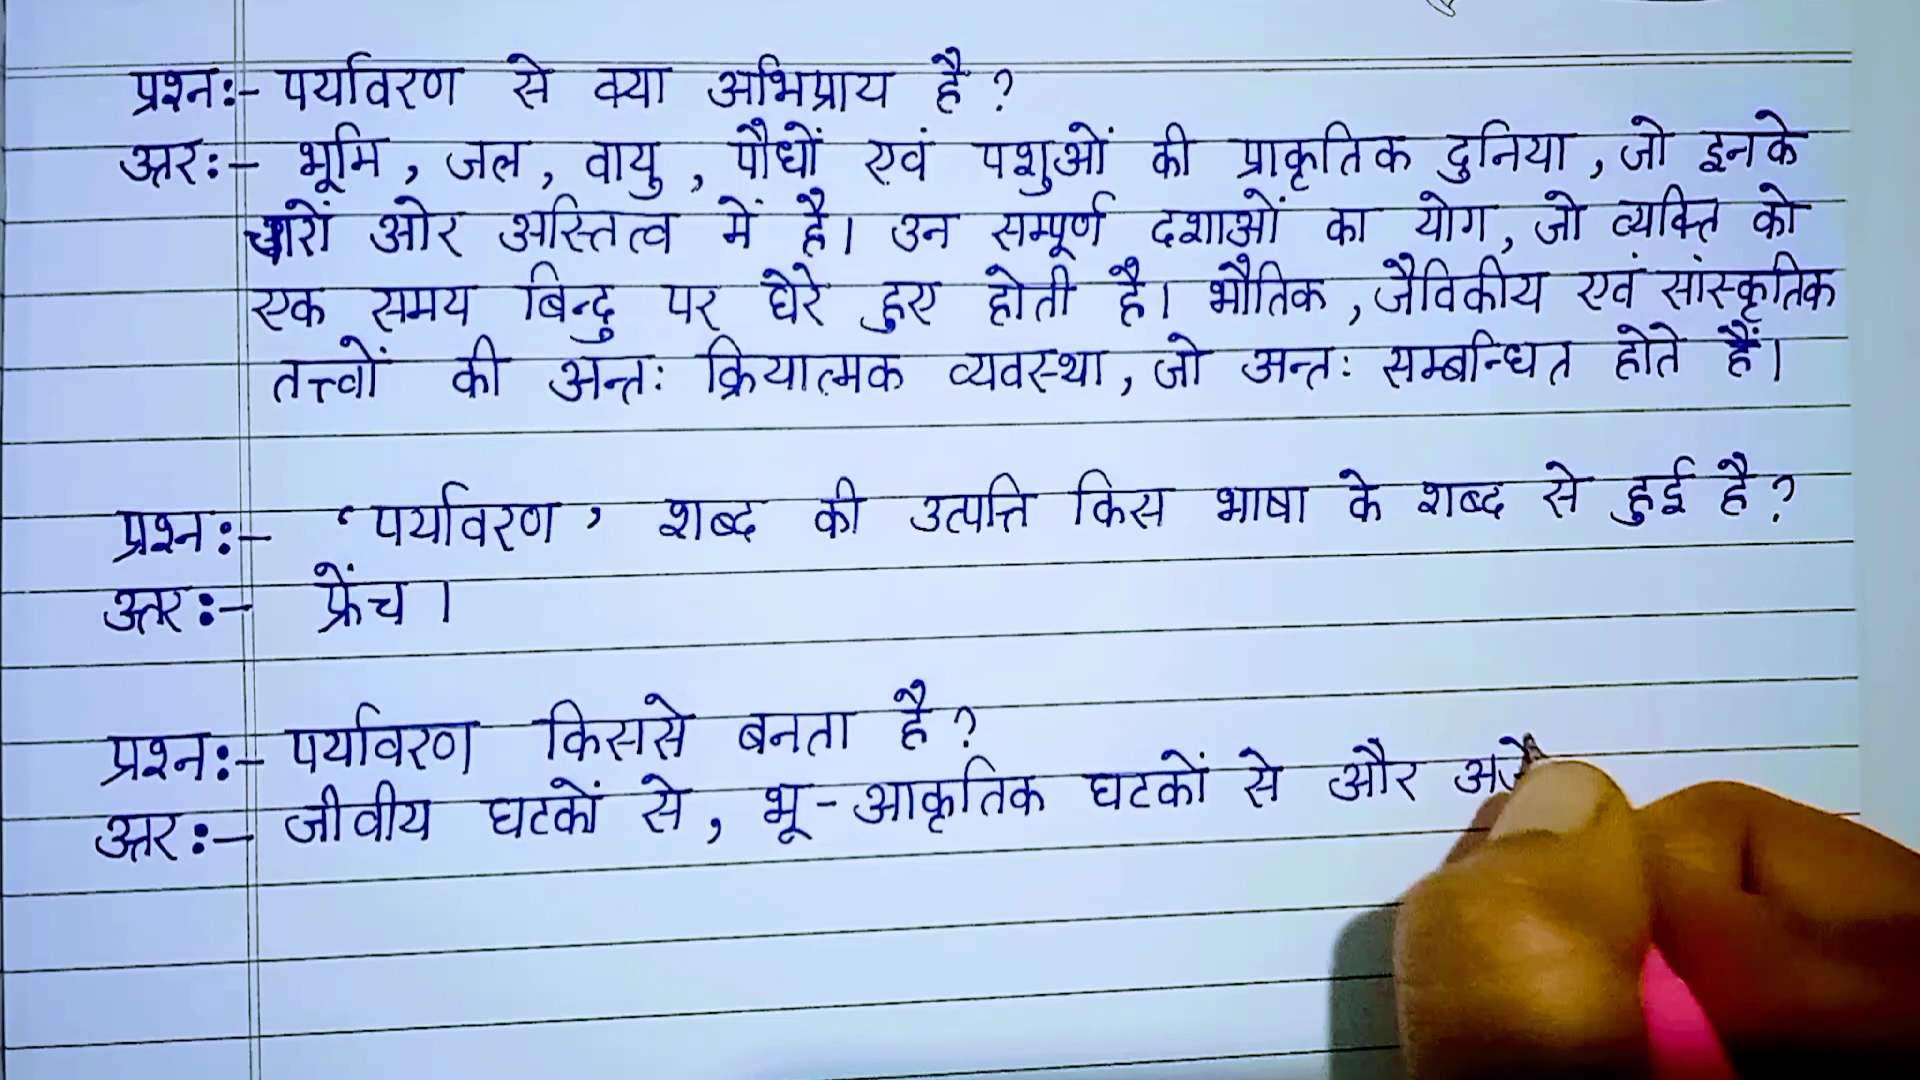 प्रश्न:- पर्यावरण से क्या अभिप्राय है?
उत्तर:- भूमि, जल, वायु, पौधों एवं पशुओं की प्राकृतिक दुनिया, जो इनके
चारों ओर अस्तित्व में है। उन सम्पूर्ण दशाओं का योग, जो व्यक्ति को
एक समय बिन्दु पर घेरे हुए होती है। भौतिक, जैविकीय एवं सांस्कृतिक
तत्त्वों की अन्त: क्रियात्मक व्यवस्था, जो अन्त: सम्बन्धित होते हैं।
प्रश्न:- 'पर्यावरण' शब्द की उत्पत्ति किस भाषा के शब्द से हुई है?
उत्तर:- फ्रेंच।
प्रश्न:- पर्यावरण किससे बनता है?
उत्तर:- जीवीय घटकों से, भू-आकृतिक घटकों से और